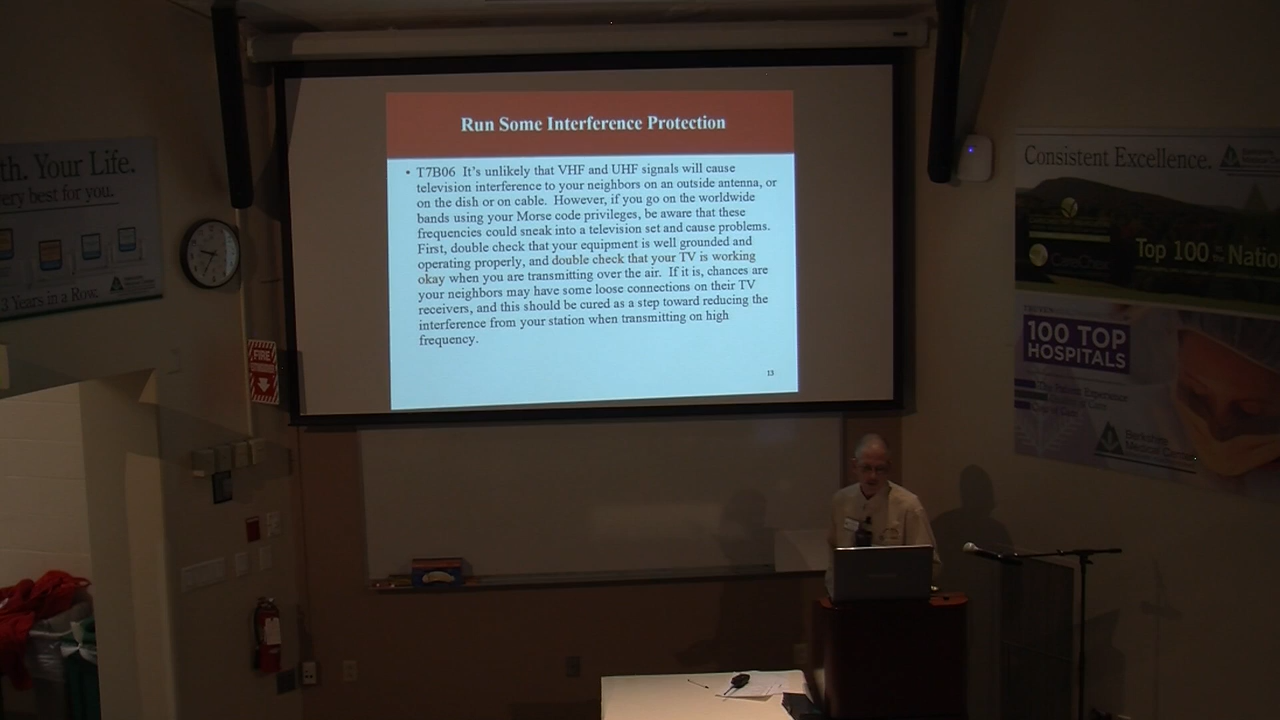 Run Some Interference Protection
• T7B06 It's unlikely that VHF and UHF signals will cause
television interference to your neighbors on an outside antenna, or
on the dish or on cable. However, if you go on the worldwide
bands using your Morse code privileges, be aware that these
frequencies could sneak into a television set and cause problems.
First, double check that your equipment is well grounded and
operating properly, and double check that your TV is working
okay when you are transmitting over the air. If it is, chances are
your neighbors may have some loose connections on their TV
receivers, and this should be cured as a step toward reducing the
interference from your station when transmitting on high
frequency.
13
th. Your Life.
ery best for you.
3 Years in a Row.
FIRE
Consistent Excellence.
Top 100 in the Natio
100 TOP
HOSPITALS
The Patient Experience
Berkshire
Medical Center